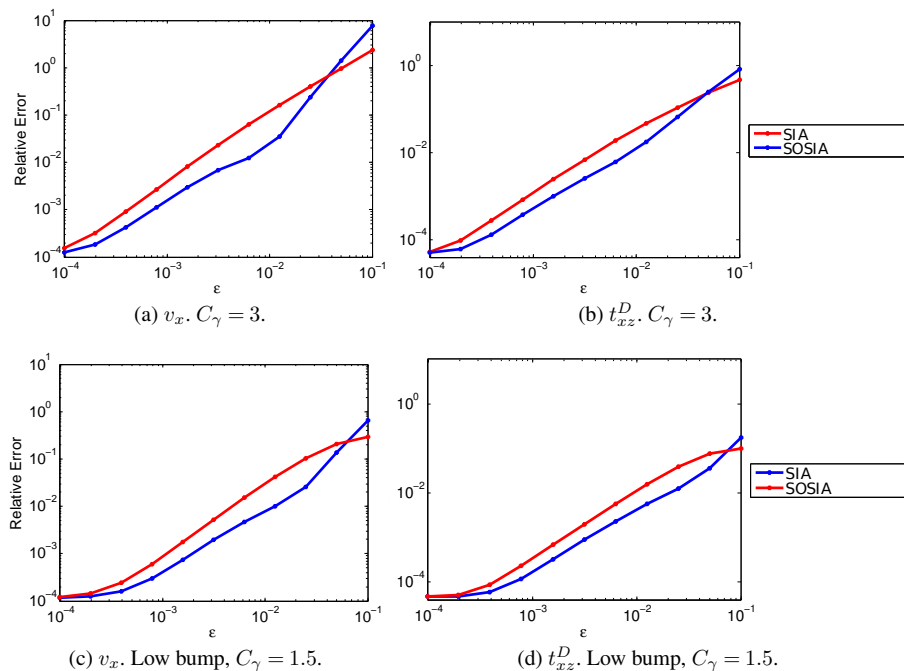 10^1
10^0
10^-1
10^-2
10^-3
10^-4
Relative Error
10^-4
10^-3
10^-2
10^-1
ε
(a) v_x. C_γ = 3.
10^0
10^-2
10^-4
10^-4
10^-3
10^-2
10^-1
ε
(b) t_xz^D. C_γ = 3.
SIA
SOSIA
10^1
10^0
10^-1
10^-2
10^-3
10^-4
Relative Error
10^-4
10^-3
10^-2
10^-1
ε
(c) v_x. Low bump, C_γ = 1.5.
10^0
10^-2
10^-4
10^-4
10^-3
10^-2
10^-1
ε
(d) t_xz^D. Low bump, C_γ = 1.5.
SIA
SOSIA